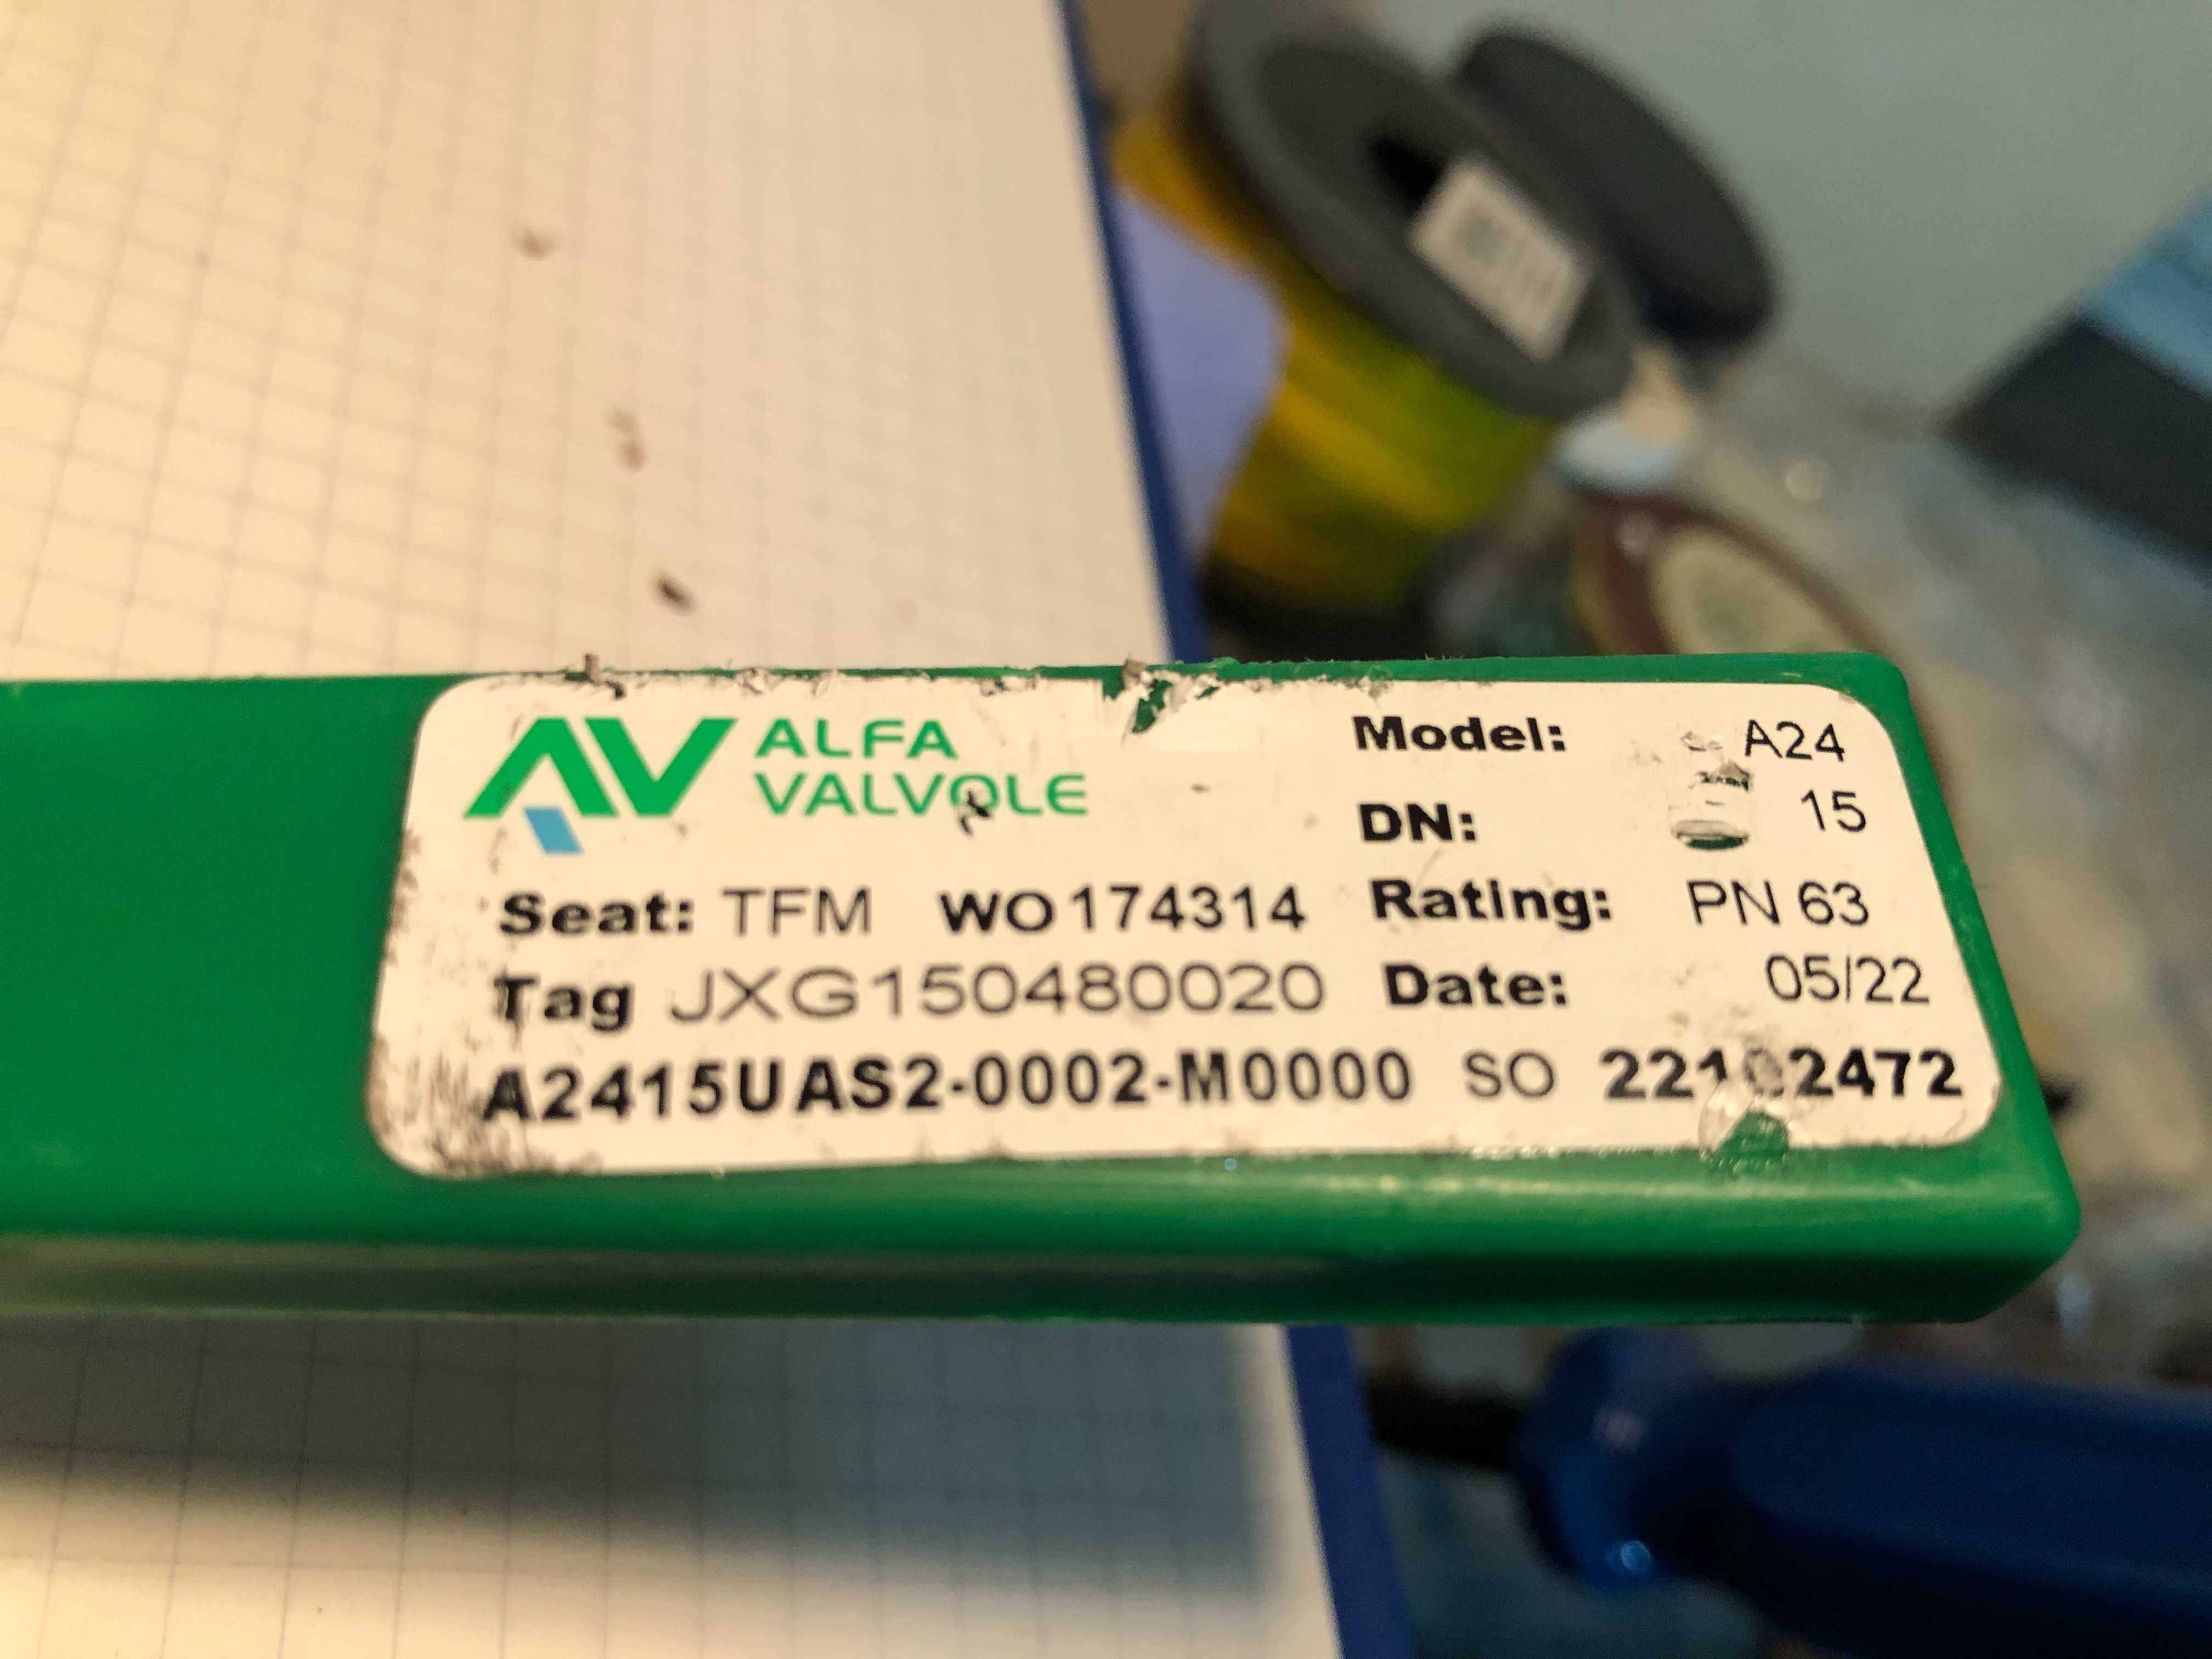 ALFA
VALVOLE
Model: A24
DN: 15
Seat: TFM WO174314 Rating: PN 63
Tag JXG150480020 Date: 05/22
A2415UAS2-0002-M0000 SO